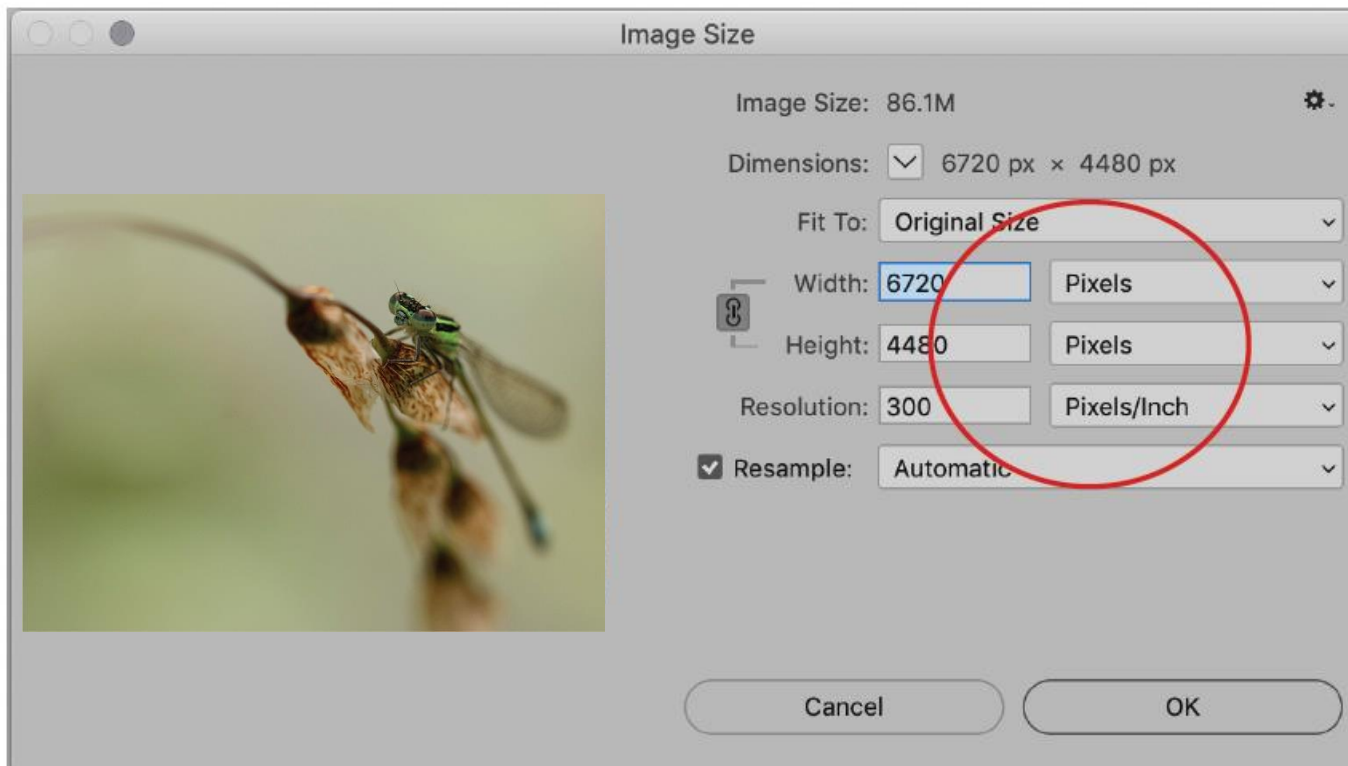 Image Size
Image Size: 86.1M
Dimensions: 6720 px × 4480 px
Fit To: Original Size
Width: 6720 Pixels
Height: 4480 Pixels
Resolution: 300 Pixels/Inch
Resample: Automatic
Cancel OK